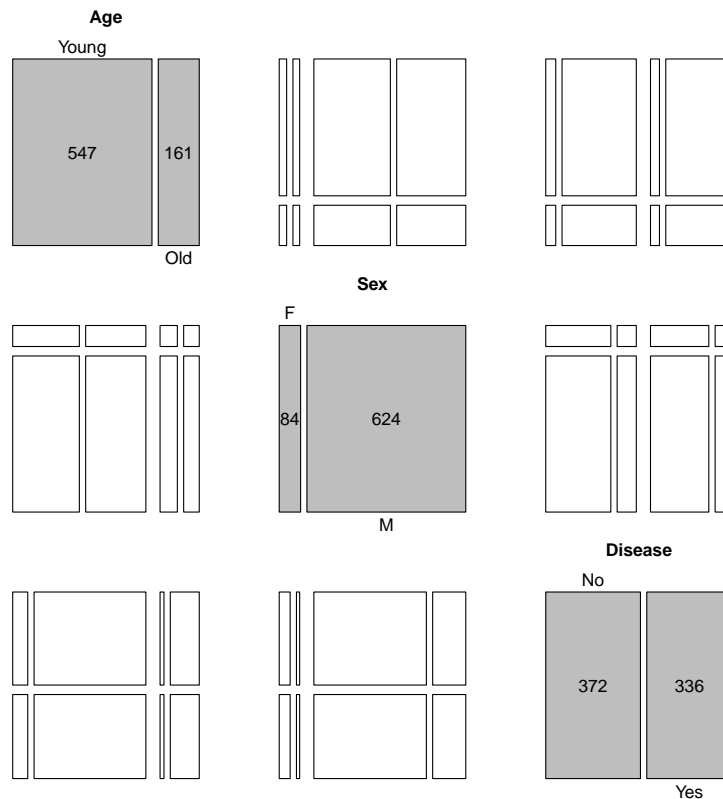 Age
Young
547 161
Old
Sex
F
84 624
M
Disease
No
372 336
Yes